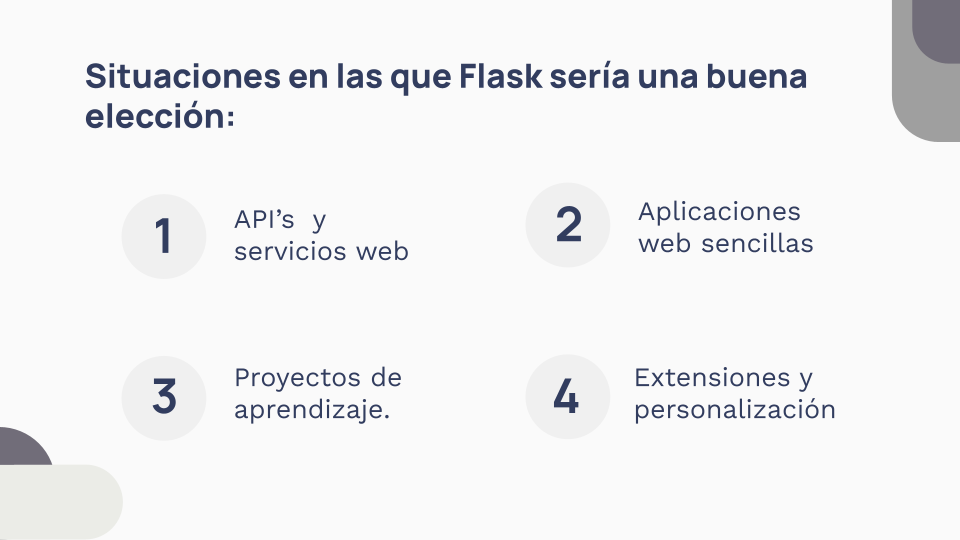 Situaciones en las que Flask sería una buena
elección:
1
API’s  y
servicios web
2
Aplicaciones
web sencillas
3
Proyectos de
aprendizaje.
4
Extensiones y
personalización